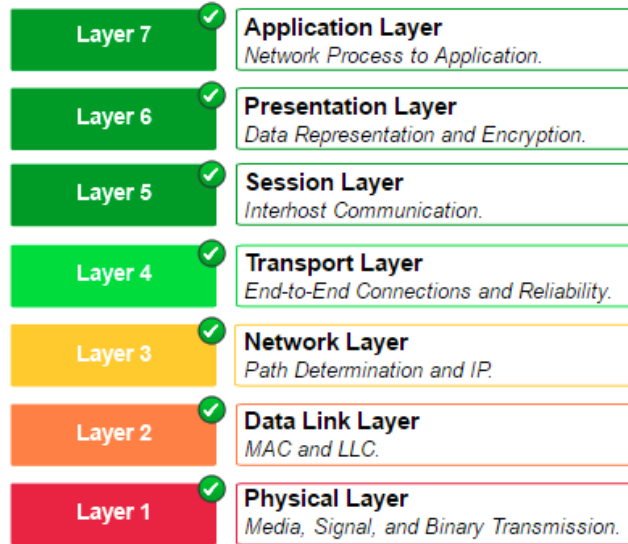 Layer 7
Application Layer
Network Process to Application.
Layer 6
Presentation Layer
Data Representation and Encryption.
Layer 5
Session Layer
Interhost Communication.
Layer 4
Transport Layer
End-to-End Connections and Reliability.
Layer 3
Network Layer
Path Determination and IP.
Layer 2
Data Link Layer
MAC and LLC.
Layer 1
Physical Layer
Media, Signal, and Binary Transmission.